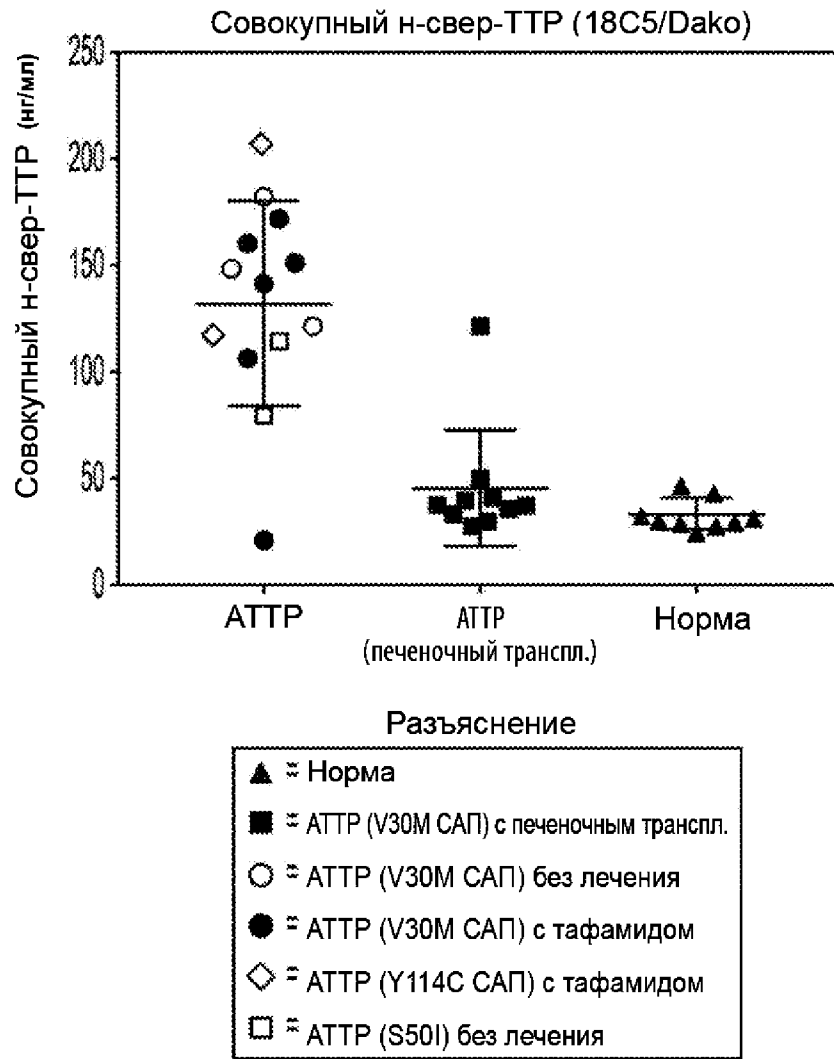 Совокупный н-свер-ТТР (18C5/Dako)
Совокупный н-свер-ТТР (нг/мл)
250
200
150
100
50
0
АТТР
АТТР
(печеночный транспл.)
Норма
Разъяснение
▲ = Норма
■ = АТТР (V30M САП) с печеночным транспл.
○ = АТТР (V30M САП) без лечения
● = АТТР (V30M САП) с тафамидом
◇ = АТТР (Y114C САП) с тафамидом
□ = АТТР (S50I) без лечения